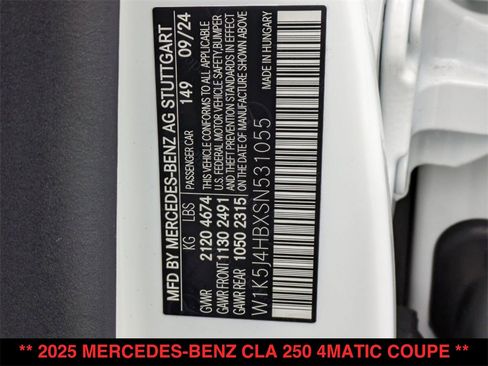 MFD BY MERCEDES-BENZ AG STUTTGART
PASSENGER CAR 149 09/24
KG LBS
GVWR 2120 4674
GAWR FRONT 1130 2491
GAWR REAR 1050 2315
THIS VEHICLE CONFORMS TO ALL APPLICABLE
U.S. FEDERAL MOTOR VEHICLE SAFETY, BUMPER
AND THEFT PREVENTION STANDARDS IN EFFECT
ON THE DATE OF MANUFACTURE SHOWN ABOVE
W1K5J4HBXSN531055
MADE IN HUNGARY
** 2025 MERCEDES-BENZ CLA 250 4MATIC COUPE **